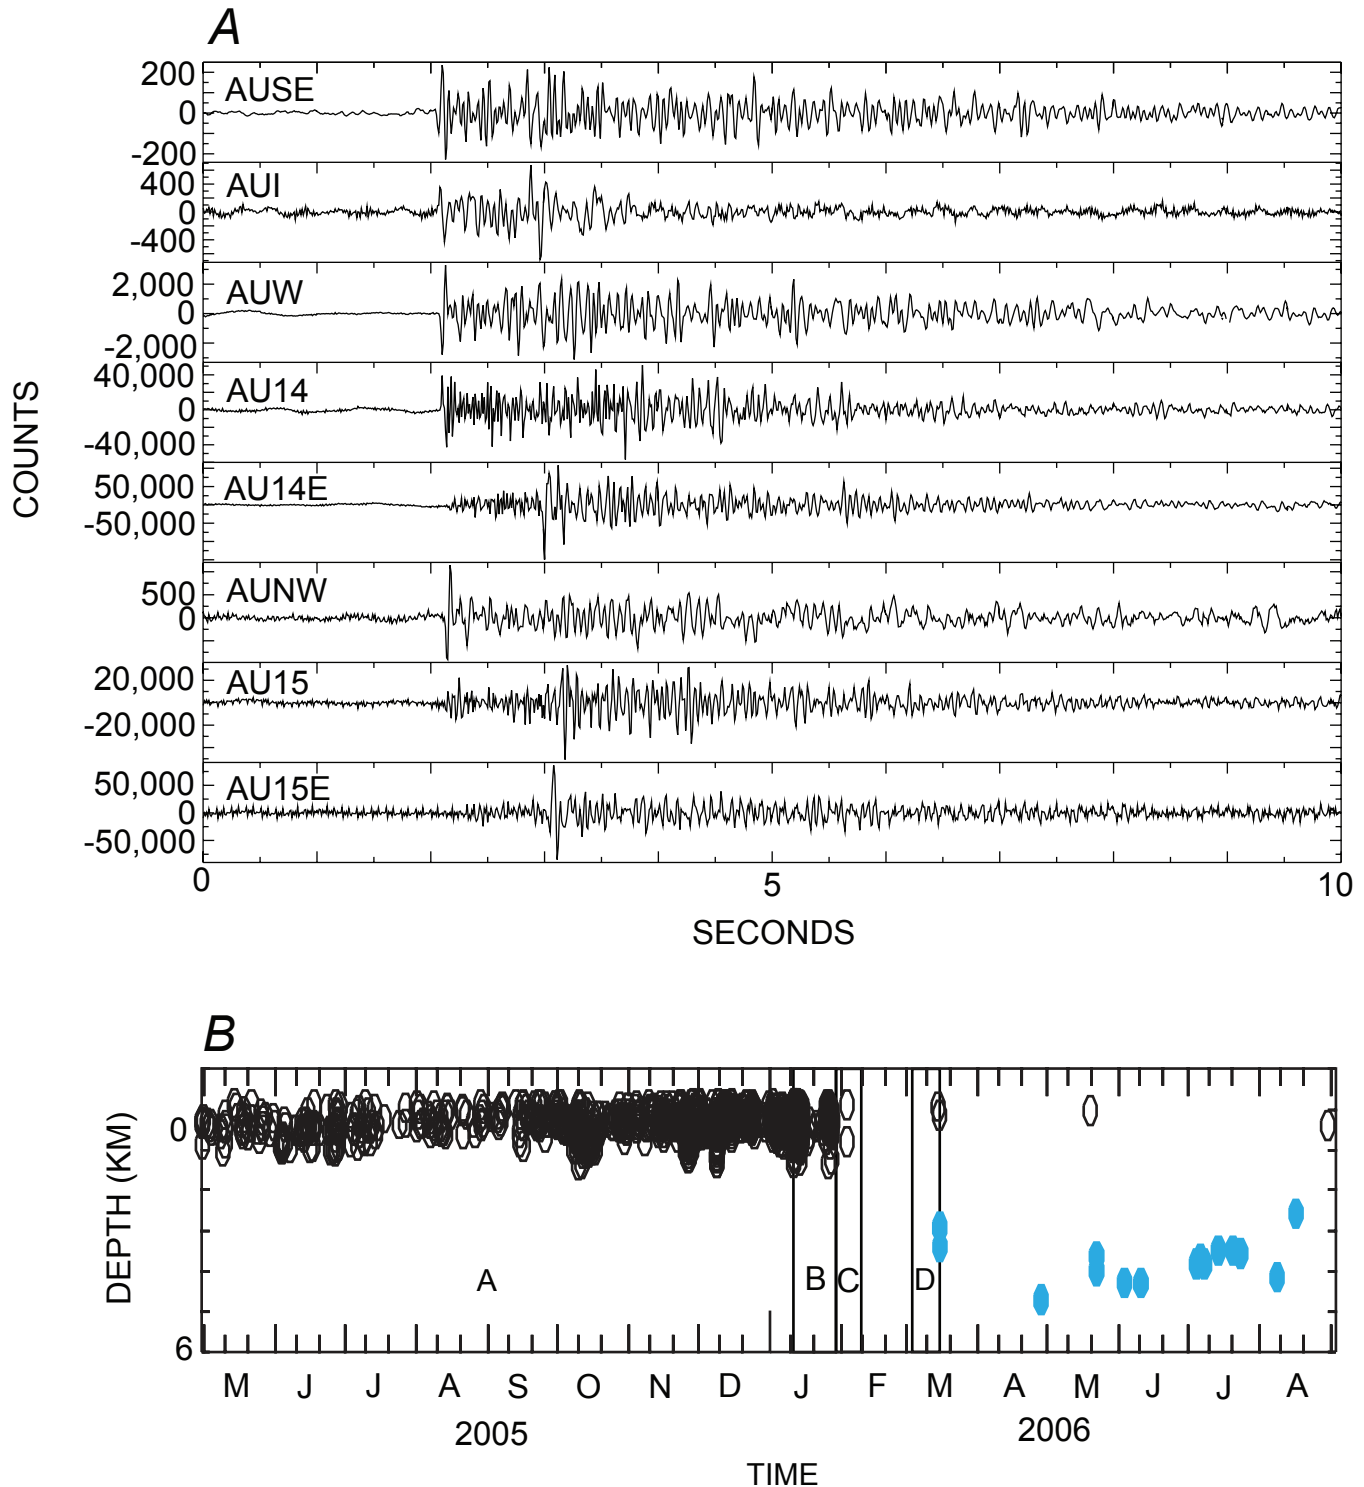 A
COUNTS
200
0
-200
AUSE
400
0
-400
AUI
2,000
0
-2,000
AUW
40,000
0
-40,000
AU14
50,000
-50,000
AU14E
500
0
AUNW
20,000
-20,000
AU15
50,000
0
-50,000
AU15E
0 5 10
SECONDS
B
DEPTH (KM)
0
6
A B C D
M J J A S O N D J F M A M J J A
2005 2006
TIME